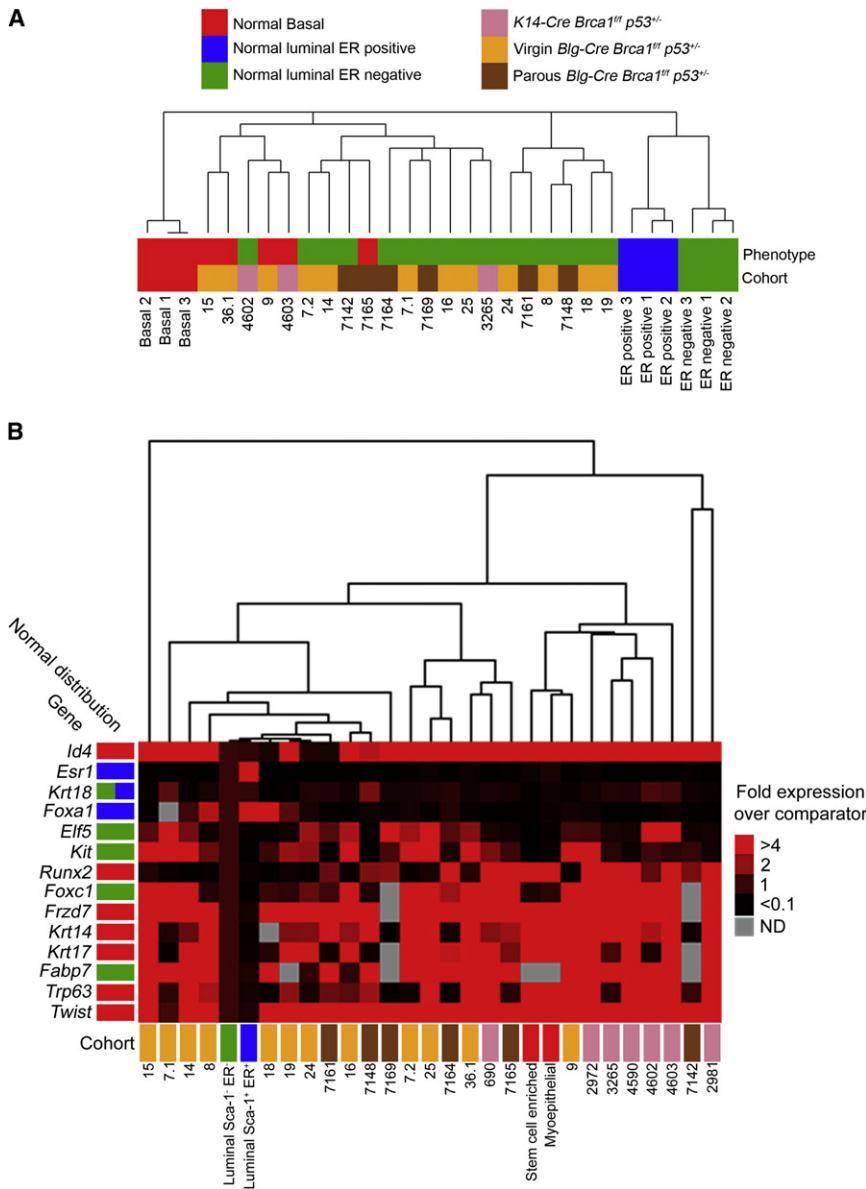 A
Normal Basal
Normal luminal ER positive
Normal luminal ER negative
K14-Cre Brca1f/f p53+/-
Virgin Blg-Cre Brca1f/f p53+/-
Parous Blg-Cre Brca1f/f p53+/-
Phenotype
Cohort
Basal 2
Basal 1
Basal 3
15
36.1
4602
9
4603
7.2
14
7142
7165
7164
7.1
7169
16
25
3265
24
7161
8
7148
18
19
ER positive 3
ER positive 1
ER positive 2
ER negative 3
ER negative 1
ER negative 2
B
Normal distribution
Gene
Id4
Esr1
Krt18
Foxa1
Elf5
Kit
Runx2
Foxc1
Frzd7
Krt14
Krt17
Fabp7
Trp63
Twist
Fold expression
over comparator
>4
2
1
<0.1
ND
Cohort
15
7.1
14
8
Luminal Sca-1- ER-
Luminal Sca-1+ ER+
18
19
24
7161
16
7148
7169
7.2
25
7164
36.1
690
7165
Stem cell enriched
Myoepithelial
9
2972
3265
4590
4602
4603
7142
2981